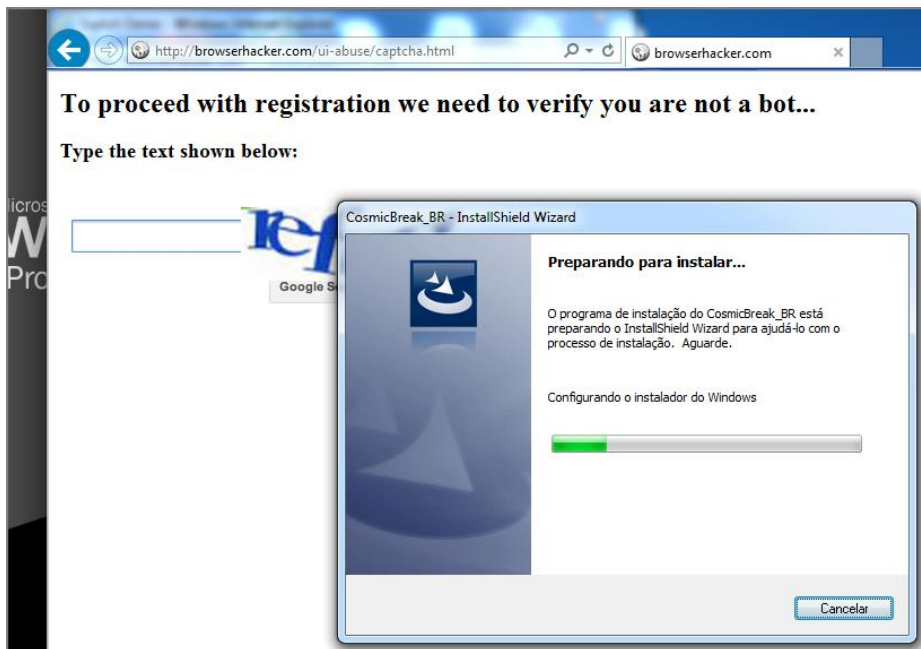 http://browserhacker.com/ui-abuse/captcha.html
browserhacker.com
To proceed with registration we need to verify you are not a bot...
Type the text shown below:
CosmicBreak_BR - InstallShield Wizard
Preparando para instalar...
O programa de instalação do CosmicBreak_BR está
preparando o InstallShield Wizard para ajudá-lo com o
processo de instalação. Aguarde.
Configurando o instalador do Windows
Cancelar
Google
W
Pro